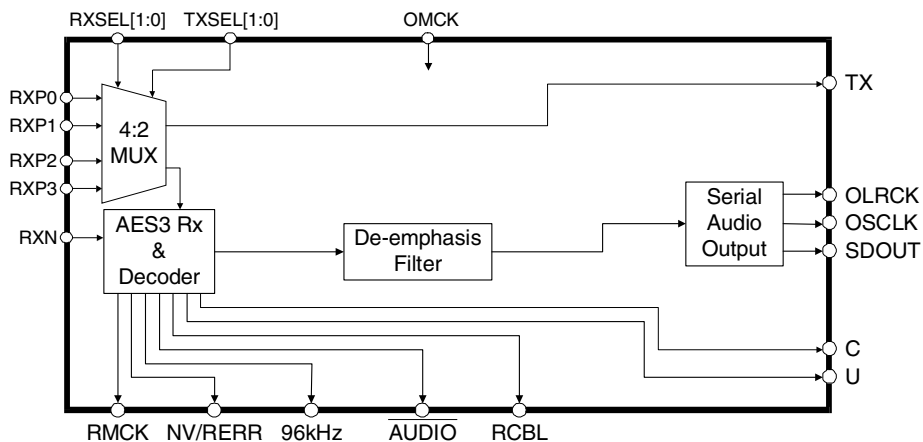 RXSEL[1:0] TXSEL[1:0] OMCK
RXP0
RXP1
RXP2
RXP3
RXN
4:2
MUX
TX
AES3 Rx
&
Decoder
De-emphasis
Filter
Serial
Audio
Output
OLRCK
OSCLK
SDOUT
C
U
RMCK NV/RERR 96kHz AUDIO RCBL